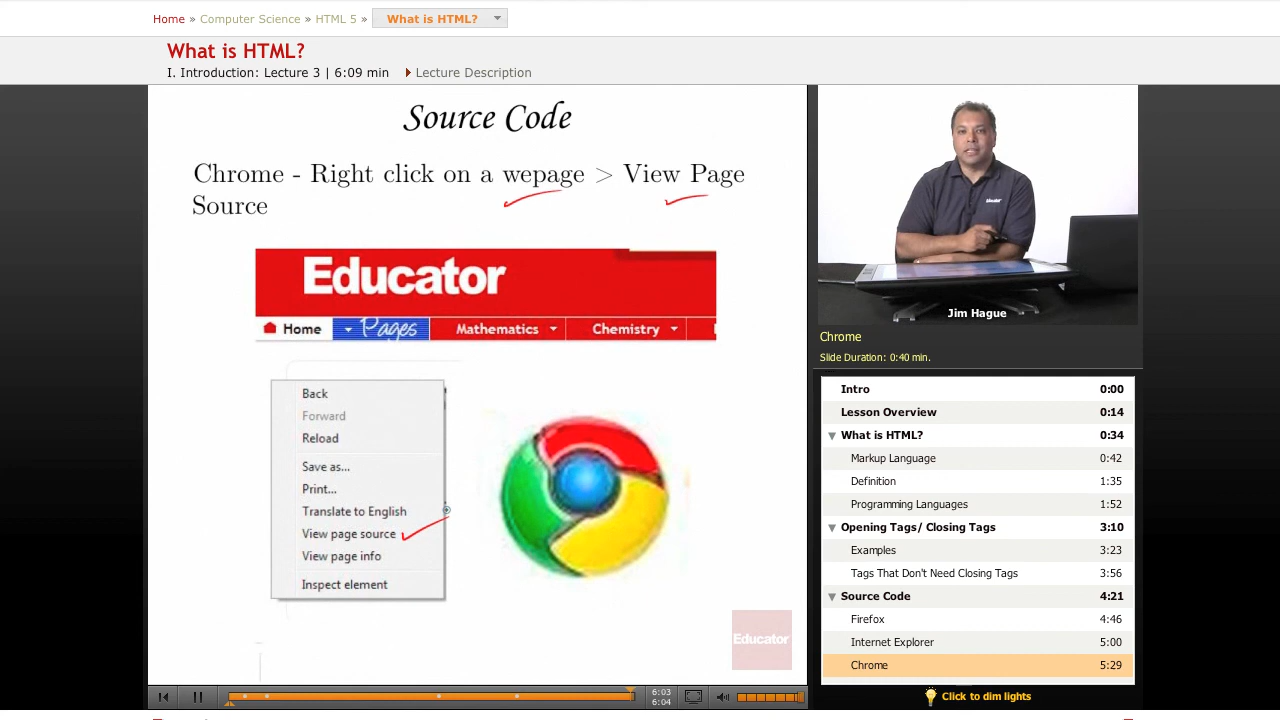 Home » Computer Science » HTML 5 » What is HTML?
What is HTML?
I. Introduction: Lecture 3 | 6:09 min Lecture Description
Source Code
Chrome - Right click on a wepage > View Page
Source
Educator
Home Pages Mathematics Chemistry
Back
Forward
Reload
Save as...
Print...
Translate to English
View page source
View page info
Inspect element
Educator
6:03
6:04
Educator
Jim Hague
Chrome
Slide Duration: 0:40 min.
Intro 0:00
Lesson Overview 0:14
What is HTML? 0:34
Markup Language 0:42
Definition 1:35
Programming Languages 1:52
Opening Tags/ Closing Tags 3:10
Examples 3:23
Tags That Don't Need Closing Tags 3:56
Source Code 4:21
Firefox 4:46
Internet Explorer 5:00
Chrome 5:29
Click to dim lights